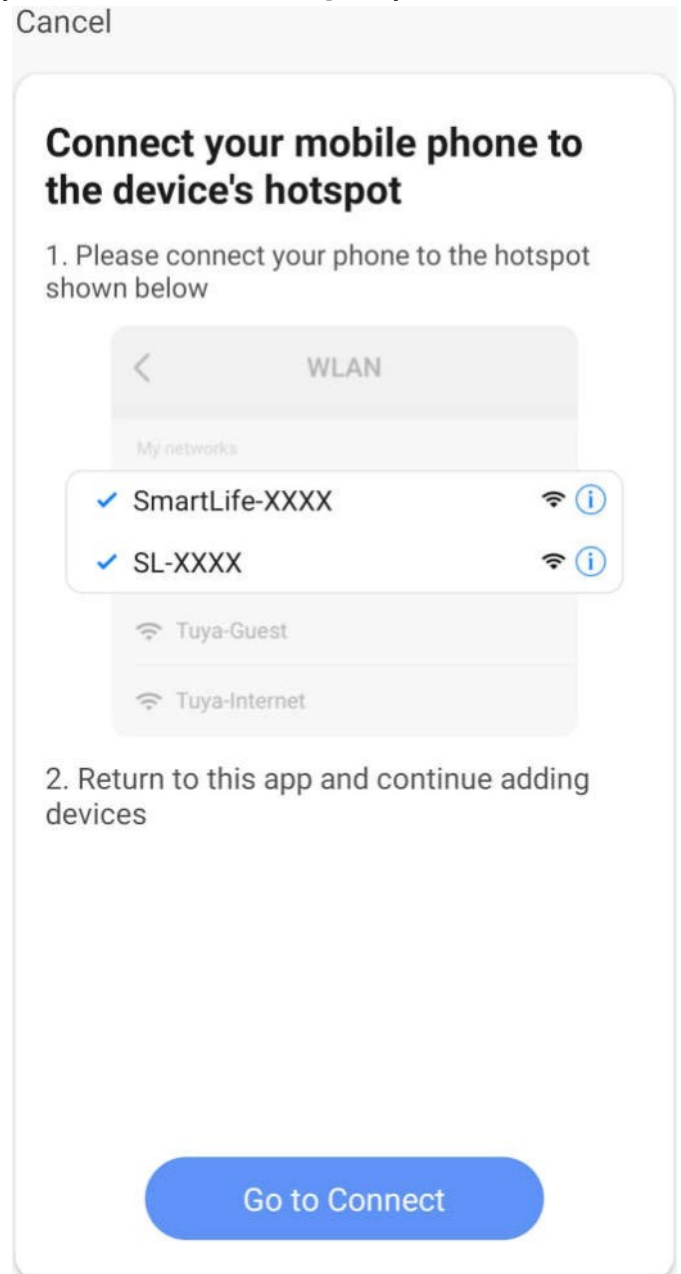 Cancel
Connect your mobile phone to
the device's hotspot
1. Please connect your phone to the hotspot
shown below
WLAN
My networks
SmartLife-XXXX
SL-XXXX
Tuya-Guest
Tuya-Internet
2. Return to this app and continue adding
devices
Go to Connect